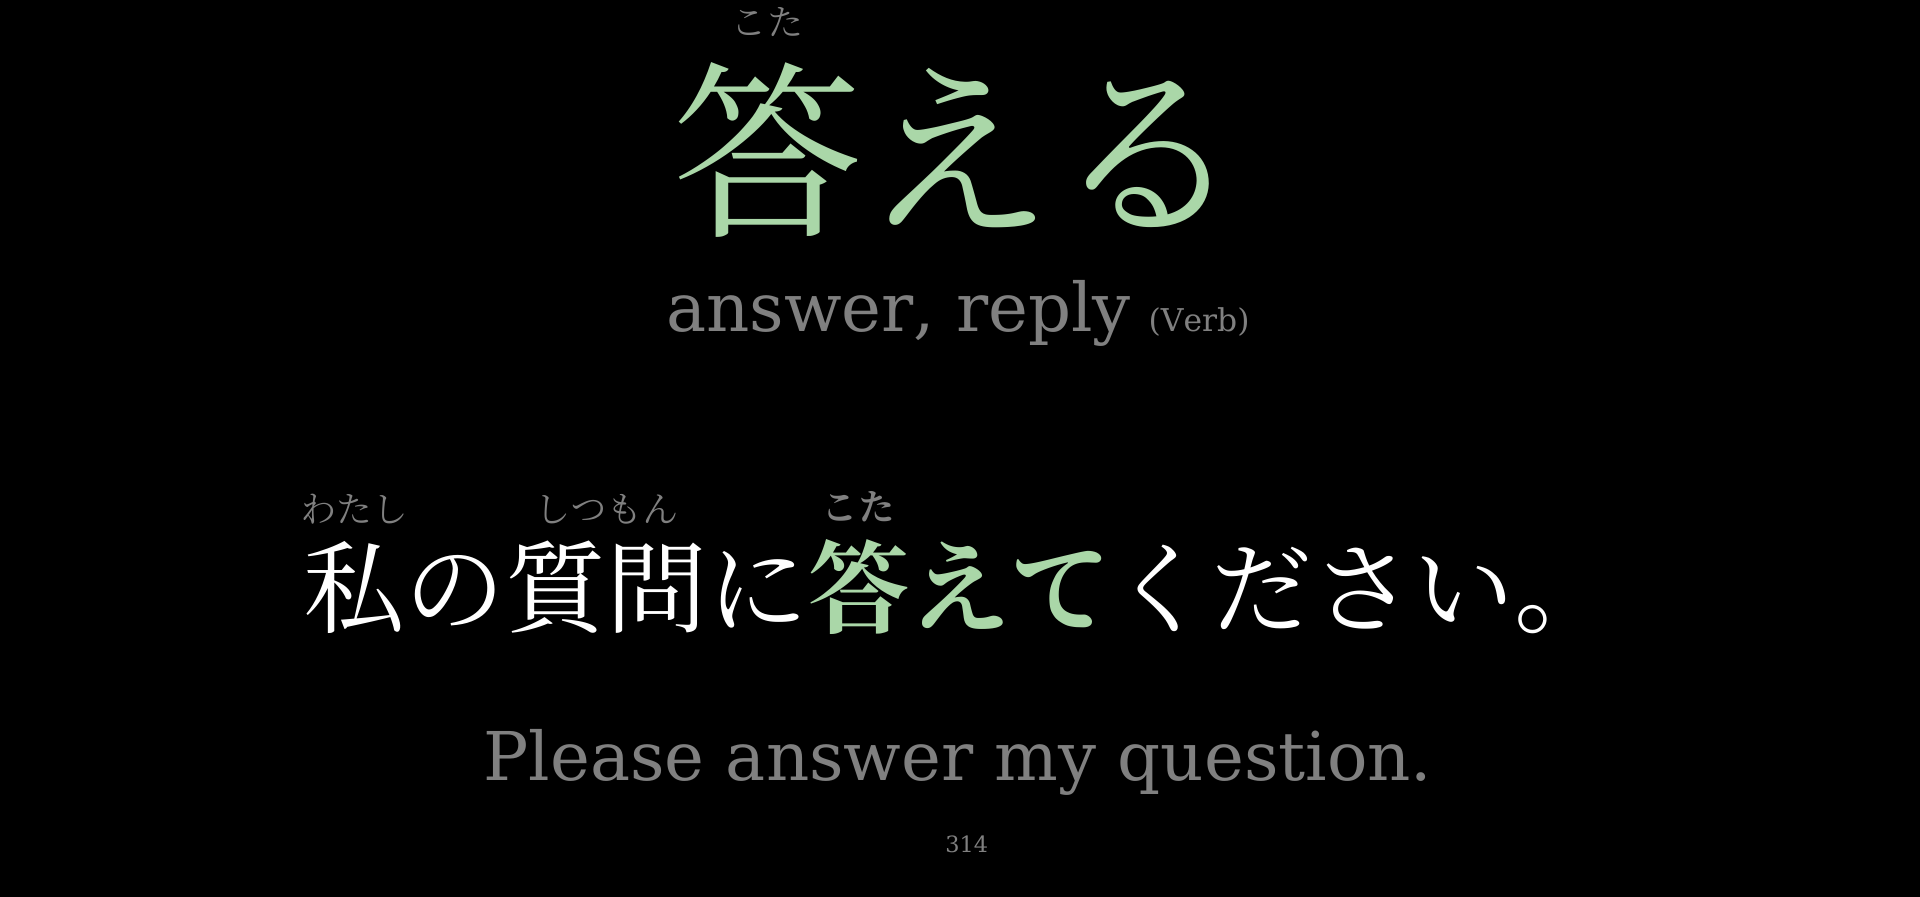 こた
答える
answer, reply (Verb)
わたし しつもん こた
私の質問に答えてください。
Please answer my question.
314